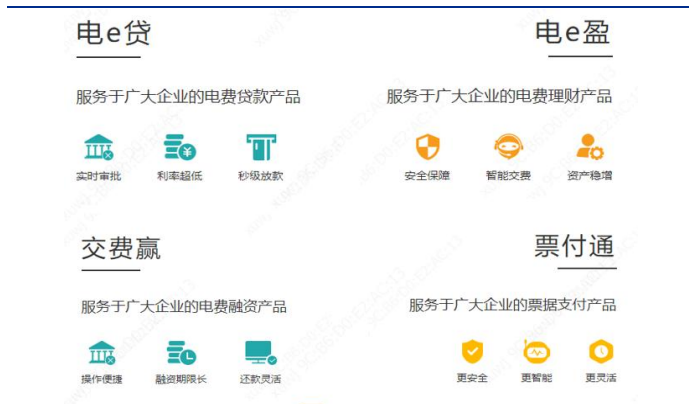 电e贷
服务于广大企业的电费贷款产品
实时审批
利率超低
秒级放款
电e盈
服务于广大企业的电费理财产品
安全保障
智能交费
资产稳增
交费赢
服务于广大企业的电费融资产品
操作便捷
融资期限长
还款灵活
票付通
服务于广大企业的票据支付产品
更安全
更智能
更灵活